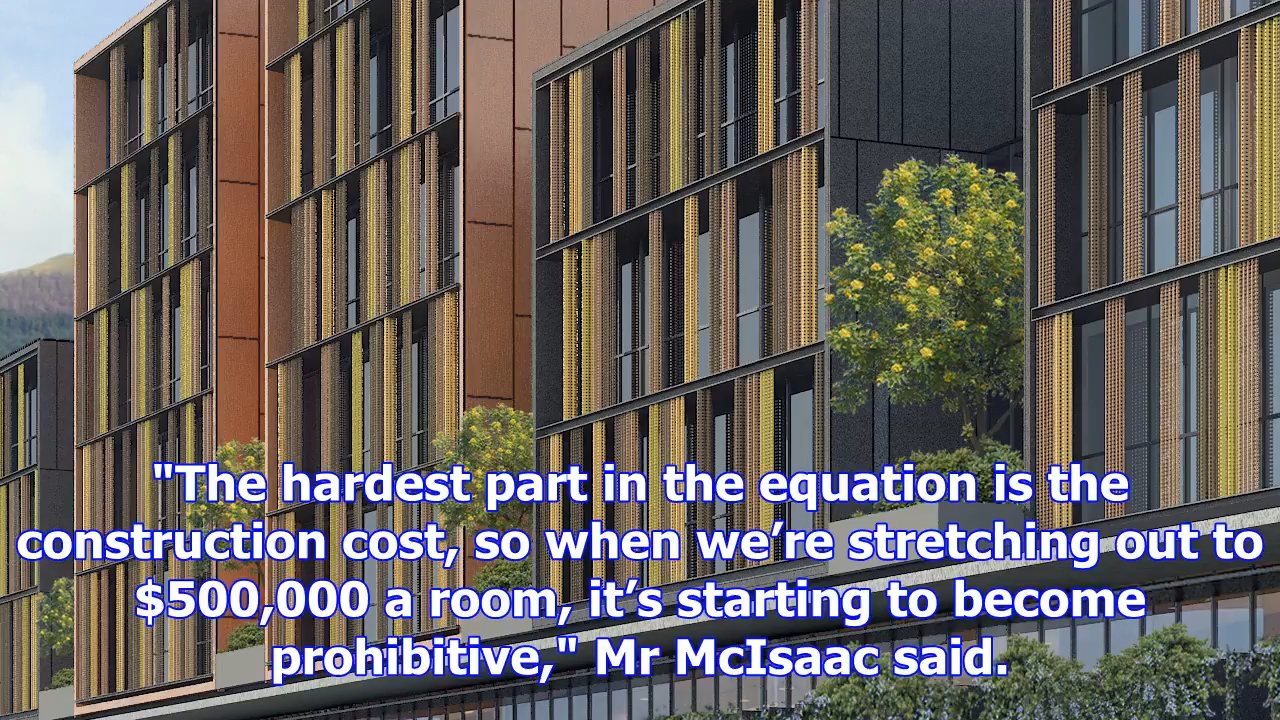 "The hardest part in the equation is the
construction cost, so when we’re stretching out to
$500,000 a room, it’s starting to become
prohibitive," Mr McIsaac said.